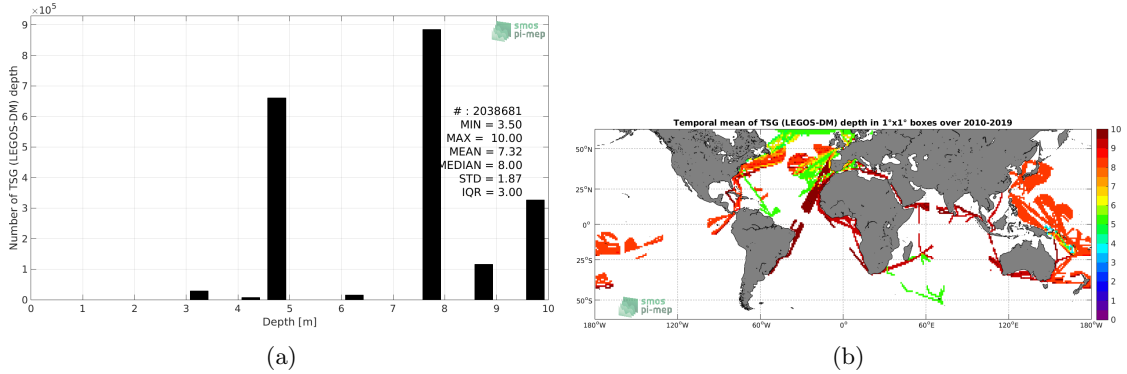 ×10^5
9
8
7
6
5
4
3
2
1
0
Number of TSG (LEGOS-DM) depth
smos
pi-mep
# : 2038681
MIN = 3.50
MAX = 10.00
MEAN = 7.32
MEDIAN = 8.00
STD = 1.87
IQR = 3.00
0 1 2 3 4 5 6 7 8 9 10
Depth [m]
(a)
Temporal mean of TSG (LEGOS-DM) depth in 1°x1° boxes over 2010-2019
50°N
25°N
0°
25°S
50°S
180°W 120°W 60°W 0° 60°E 120°E 180°W
smos
pi-mep
10
9
8
7
6
5
4
3
2
1
0
(b)